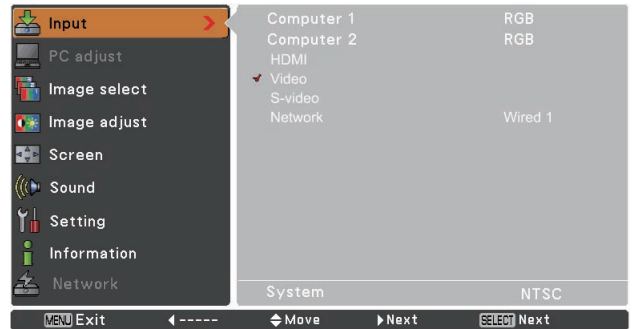 Input
PC adjust
Image select
Image adjust
Screen
Sound
Setting
Information
Network
Computer 1 RGB
Computer 2 RGB
HDMI
Video
S-video
Network Wired 1
System NTSC
MENU Exit ----- Move Next SELECT Next